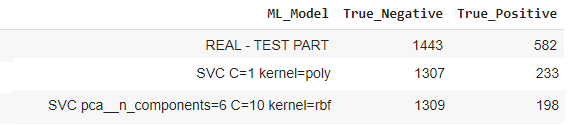 ML_Model True_Negative True_Positive
REAL - TEST PART 1443 582
SVC C=1 kernel=poly 1307 233
SVC pca__n_components=6 C=10 kernel=rbf 1309 198